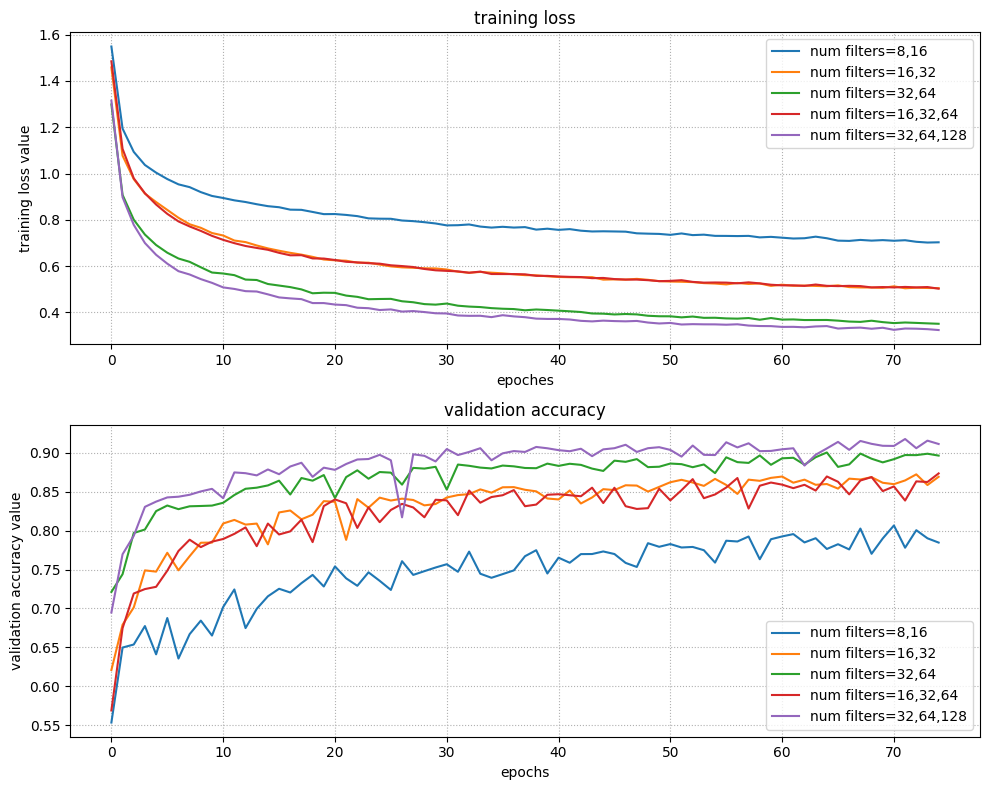 training loss
training loss value
1.6
1.4
1.2
1.0
0.8
0.6
0.4
num filters=8,16
num filters=16,32
num filters=32,64
num filters=16,32,64
num filters=32,64,128
0 10 20 30 40 50 60 70
epoches
validation accuracy
validation accuracy value
0.90
0.85
0.80
0.75
0.70
0.65
0.60
0.55
num filters=8,16
num filters=16,32
num filters=32,64
num filters=16,32,64
num filters=32,64,128
0 10 20 30 40 50 60 70
epochs